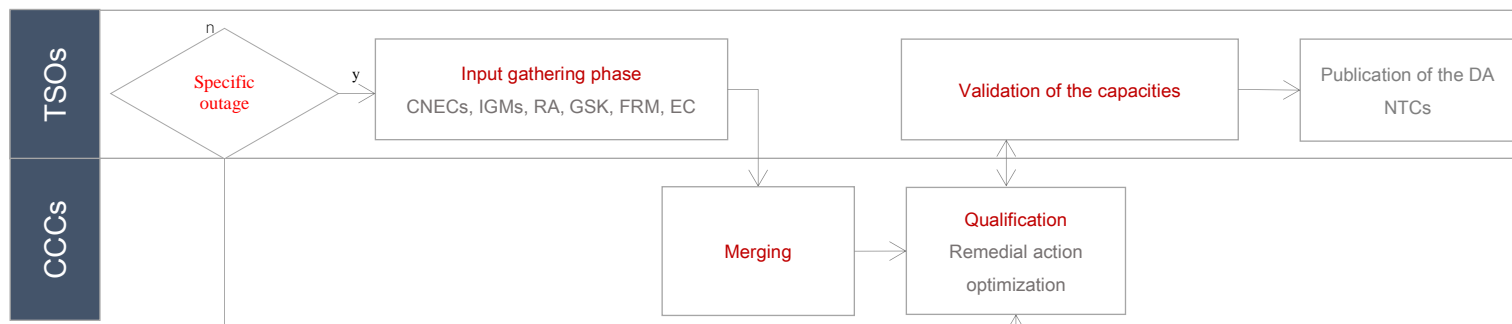 TSOs
n
Specific
outage
y
Input gathering phase
CNECs, IGMs, RA, GSK, FRM, EC
Validation of the capacities
Publication of the DA
NTCs
CCCs
Merging
Qualification
Remedial action
optimization